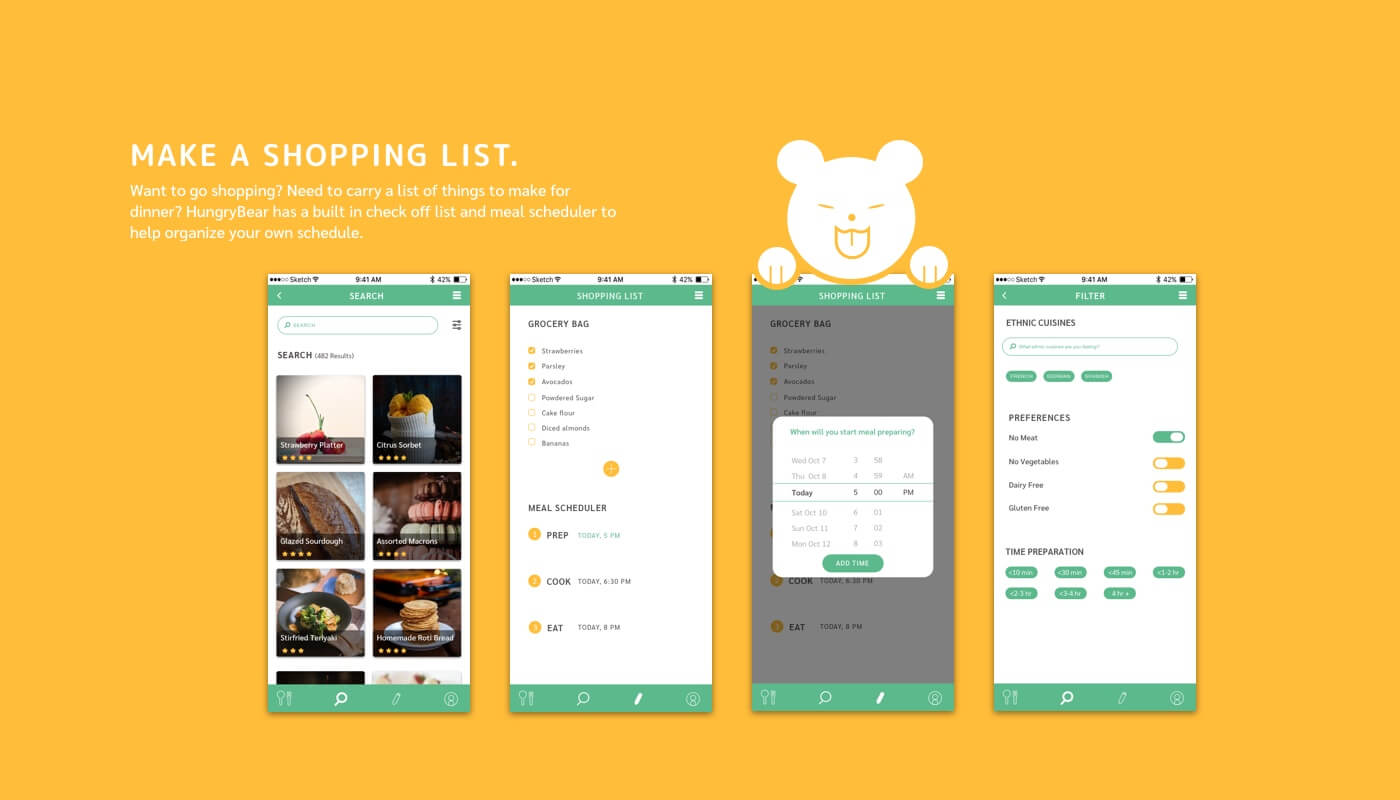 MAKE A SHOPPING LIST.
Want to go shopping? Need to carry a list of things to make for
dinner? HungryBear has a built in check off list and meal scheduler to
help organize your own schedule.
Sketch 9:41 AM 42%
SEARCH
SEARCH
SEARCH (482 Results)
Strawberry Platter
Citrus Sorbet
Glazed Sourdough
Assorted Macrons
Stirfried Teriyaki
Homemade Roti Bread
Sketch 9:41 AM 42%
SHOPPING LIST
GROCERY BAG
Strawberries
Parsley
Avocados
Powdered Sugar
Cake flour
Diced almonds
Bananas
MEAL SCHEDULER
1 PREP TODAY, 5 PM
2 COOK TODAY, 6:30 PM
3 EAT TODAY, 8 PM
SHOPPING LIST
GROCERY BAG
Strawberries
Parsley
Avocados
Powdered Sugar
Cake flour
When will you start meal preparing?
Wed Oct 7 3 58
Thu Oct 8 4 59 AM
Today 5 00 PM
Sat Oct 10 6 01
Sun Oct 11 7 02
Mon Oct 12 8 03
ADD TIME
COOK TODAY, 6:30 PM
3 EAT TODAY, 8 PM
Sketch 9:41 AM 42%
FILTER
ETHNIC CUISINES
What ethnic cuisines are you feeling?
FRENCH KOREAN SPANISH
PREFERENCES
No Meat
No Vegetables
Dairy Free
Gluten Free
TIME PREPARATION
<10 min <30 min <45 min <1-2 hr
<2-3 hr <3-4 hr 4 hr +